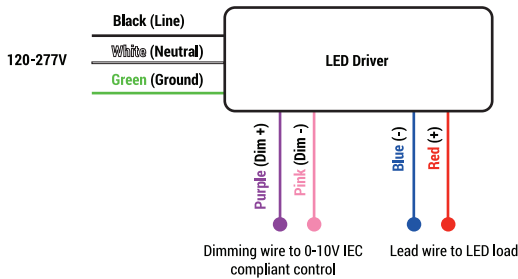 Black (Line)
120-277V
White (Neutral)
Green (Ground)
LED Driver
Purple (Dim +)
Pink (Dim -)
Blue (-)
Red (+)
Dimming wire to 0-10V IEC
compliant control
Lead wire to LED load